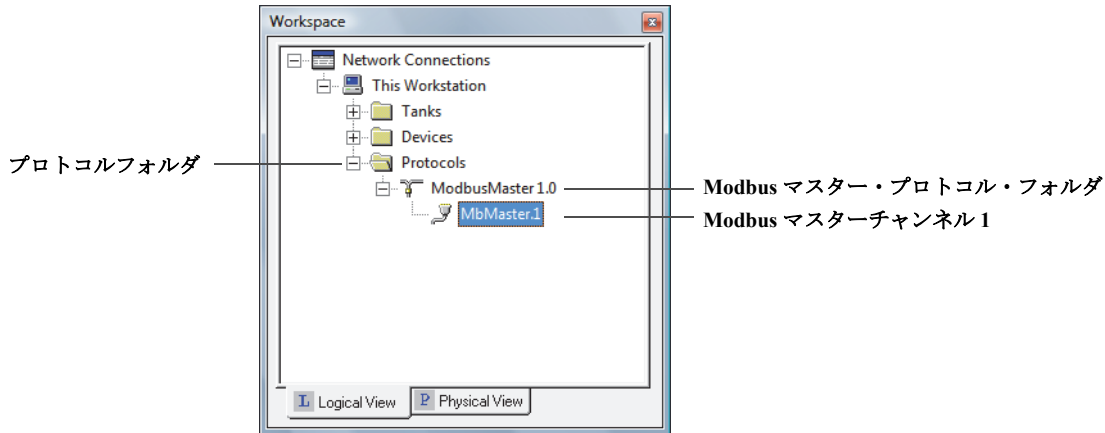 Workspace
Network Connections
This Workstation
Tanks
Devices
プロトコルフォルダ
Protocols
ModbusMaster 1.0
Modbus マスター・プロトコル・フォルダ
MbMaster.1
Modbus マスターチャンネル 1
L Logical View
P Physical View